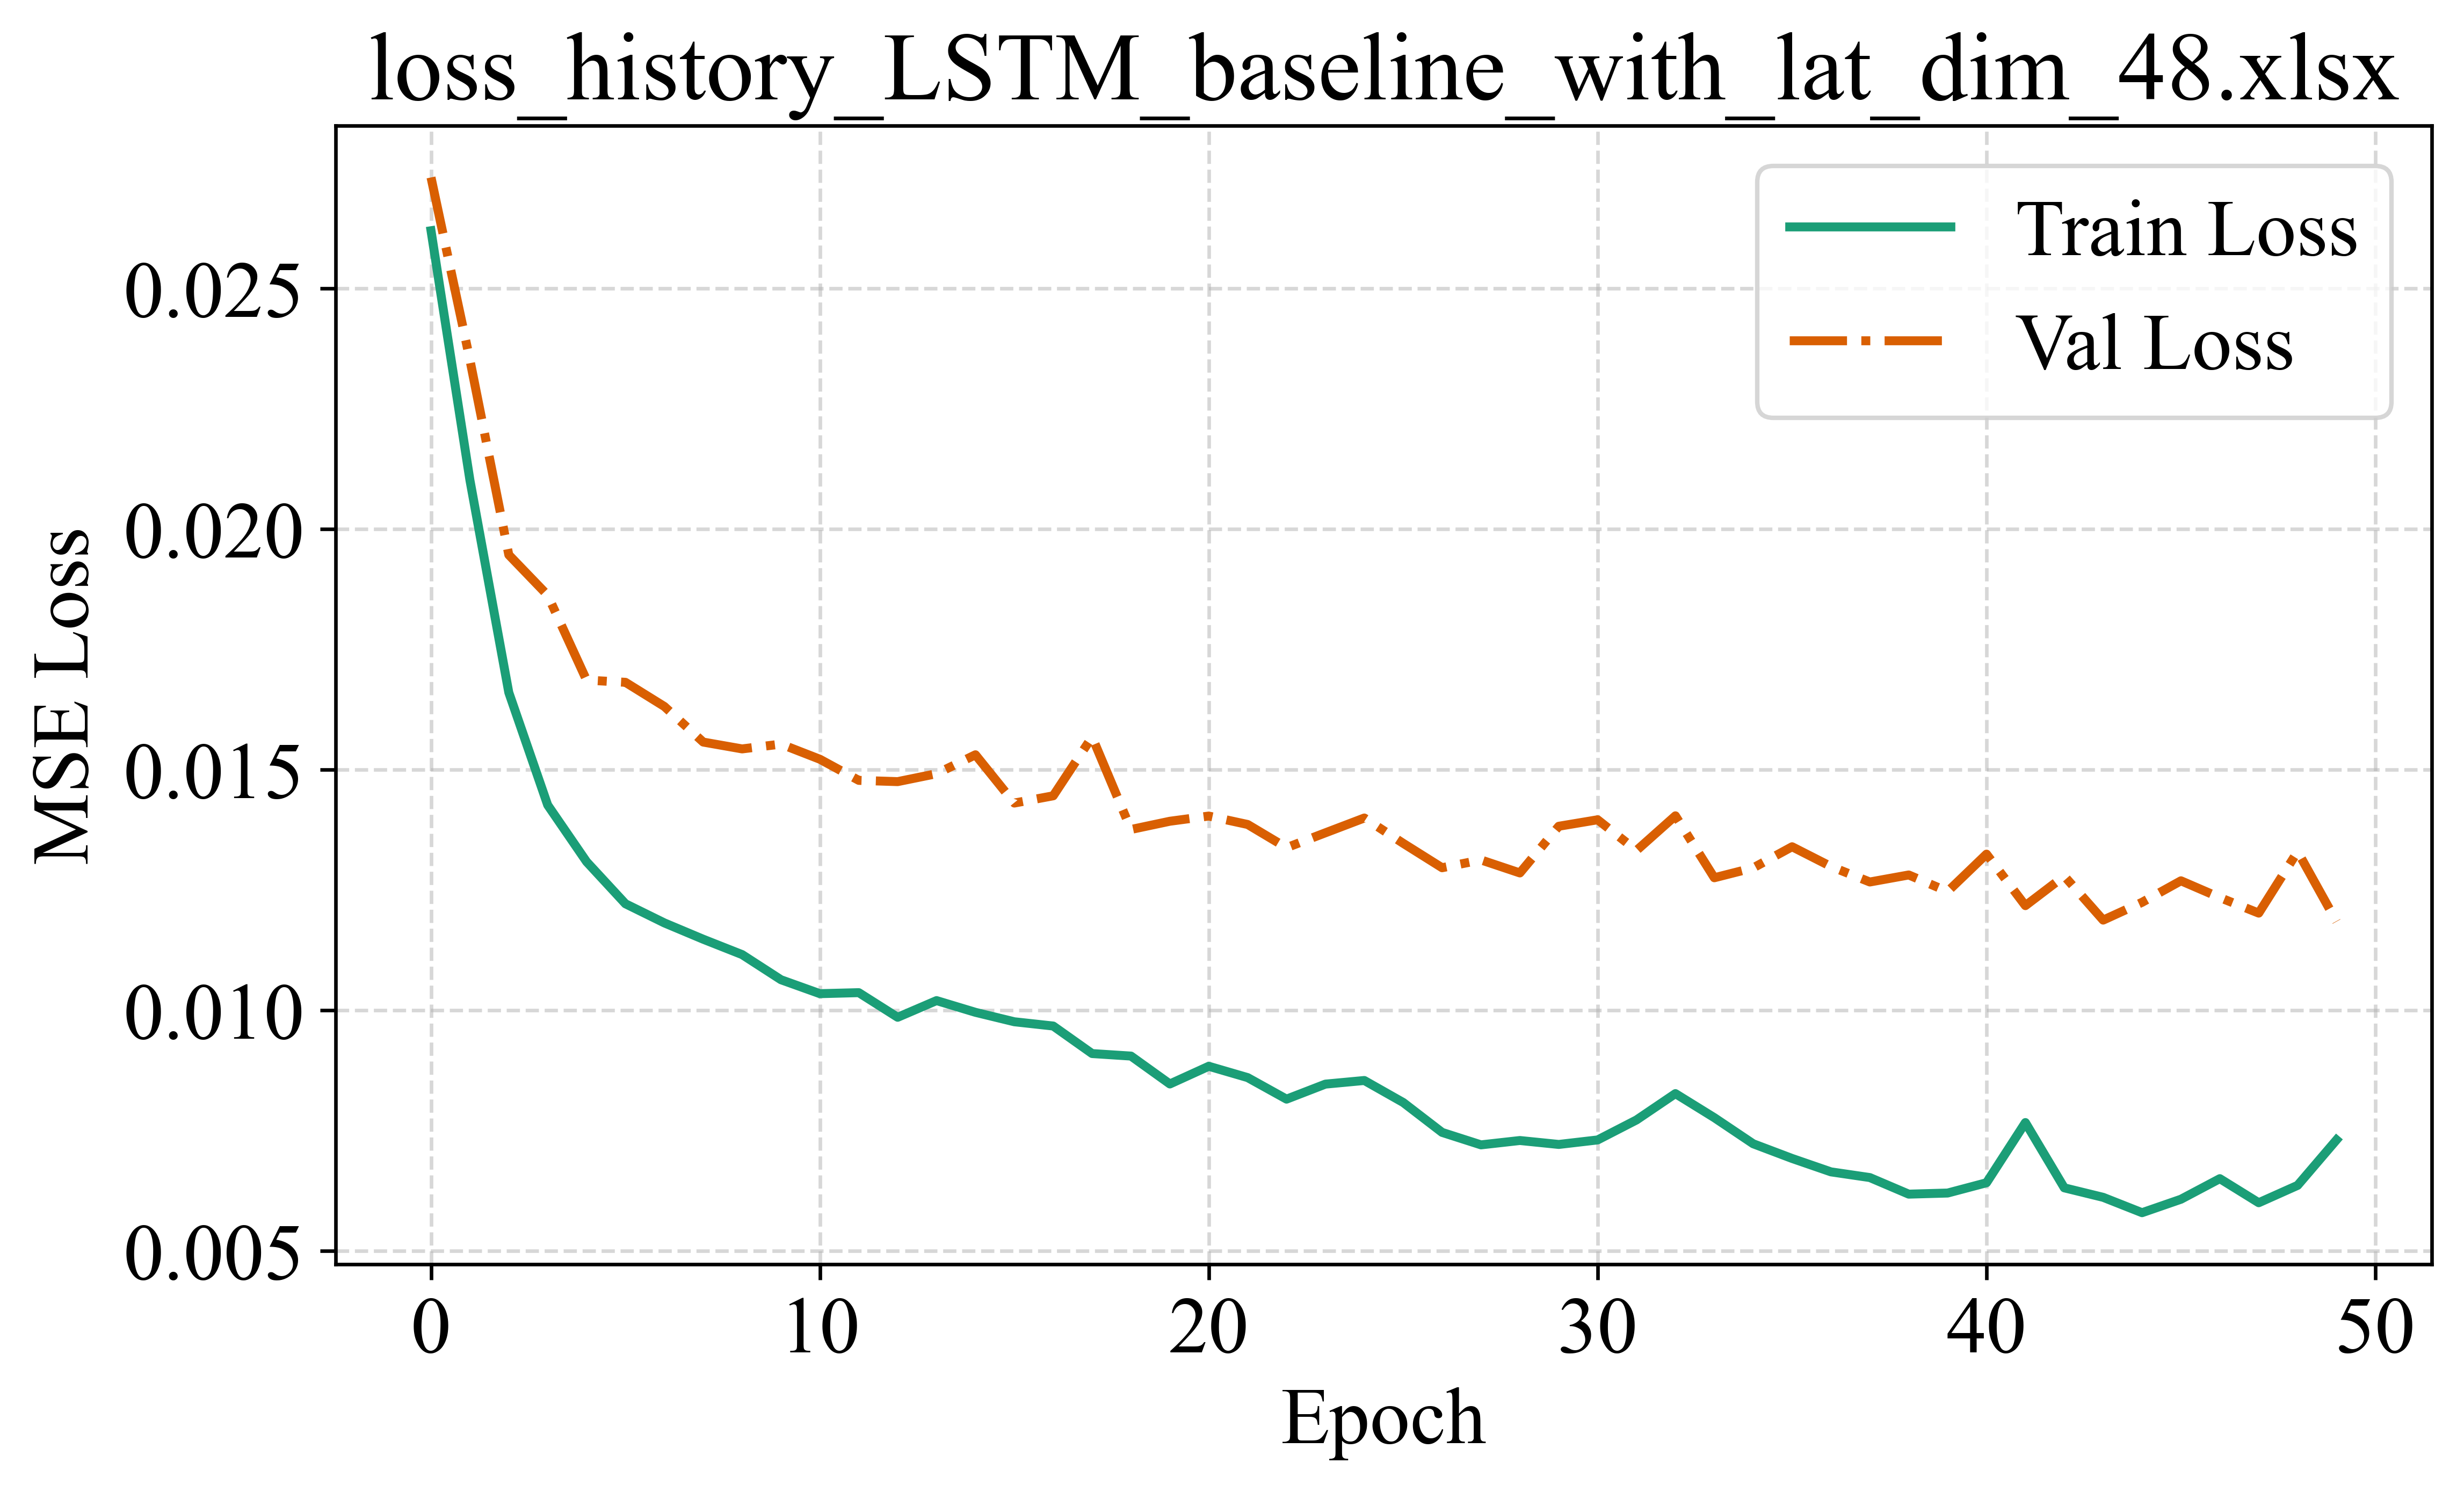 loss_history_LSTM_baseline_with_lat_dim_48.xlsx
Train Loss
Val Loss
MSE Loss
0.025
0.020
0.015
0.010
0.005
0 10 20 30 40 50
Epoch